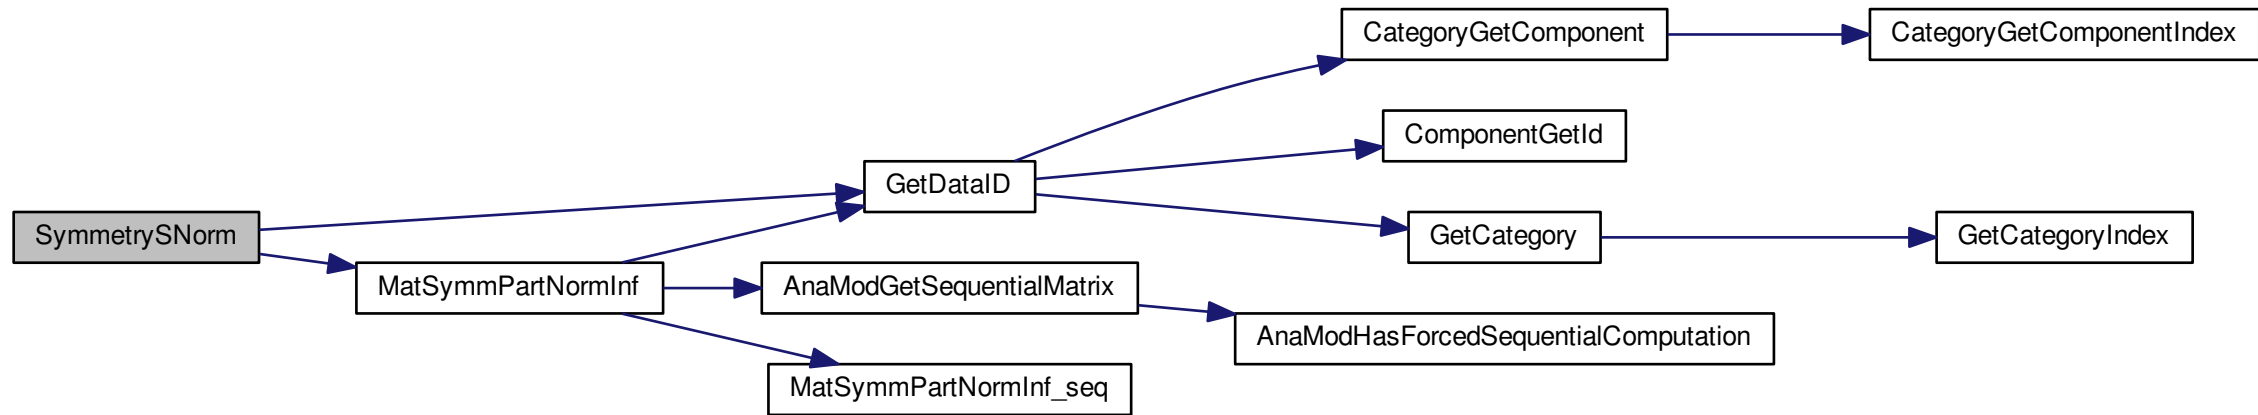 SymmetrySNorm
MatSymmPartNormInf
GetDataID
AnaModGetSequentialMatrix
MatSymmPartNormInf_seq
CategoryGetComponent
ComponentGetId
GetCategory
AnaModHasForcedSequentialComputation
CategoryGetComponentIndex
GetCategoryIndex